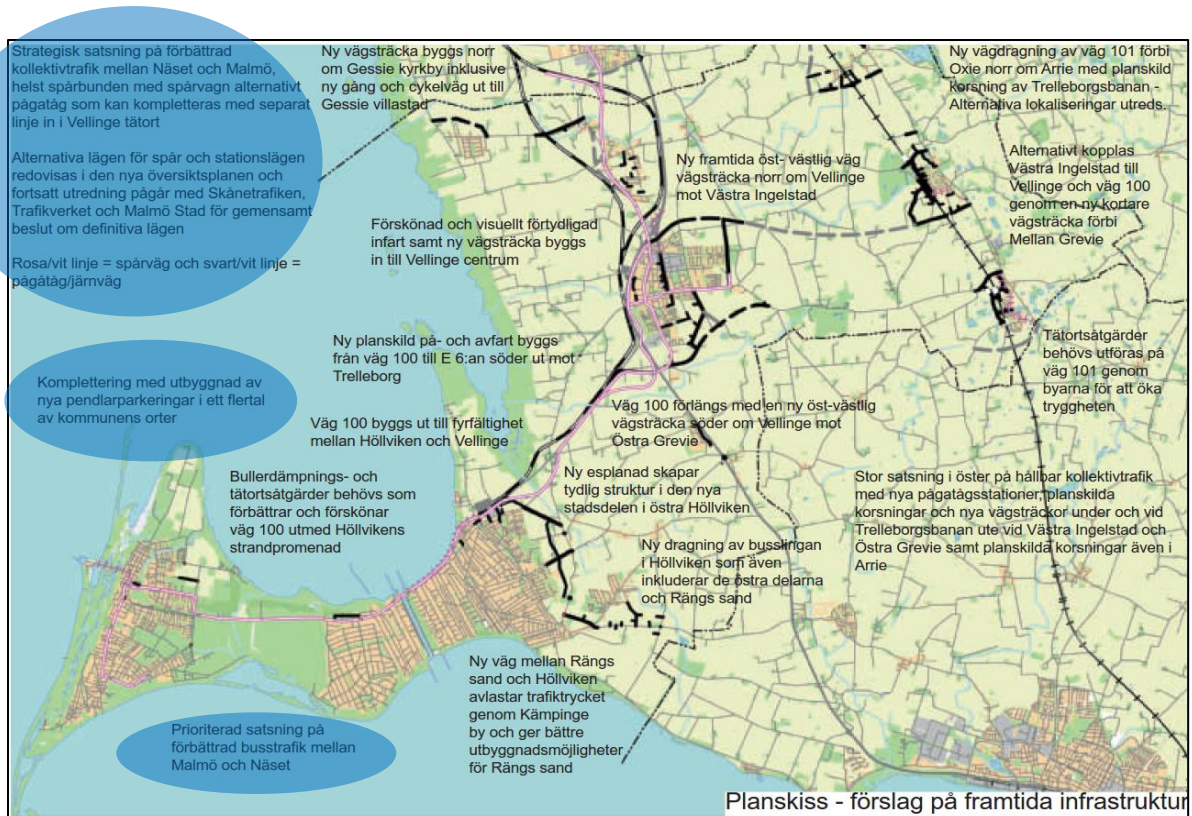 Strategisk satsning på förbättrad
kollektivtrafik mellan Näset och Malmö,
helst spårbunden med spårvagn alternativt
pågatåg som kan kompletteras med separat
linje in i Vellinge tätort
Alternativa lägen för spår och stationslägen
redovisas i den nya översiktsplanen och
fortsatt utredning pågår med Skånetrafiken,
Trafikverket och Malmö Stad för gemensamt
beslut om definitiva lägen
Rosa/vit linje = spårväg och svart/vit linje =
pågatåg/järnväg
Ny vägsträcka byggs norr
om Gessie kyrkby inklusive
ny gång och cykelväg ut till
Gessie villastad
Ny vägdragning av väg 101 förbi
Oxie norr om Arrie med planskild
korsning av Trelleborgsbanan -
Alternativa lokaliseringar utreds.
Ny framtida öst- västlig väg
vägsträcka norr om Vellinge
mot Västra Ingelstad
Alternativt kopplas
Västra Ingelstad till
Vellinge och väg 100
genom en ny kortare
vägsträcka förbi
Mellan Grevie
Förskönad och visuellt förtydligad
infart samt ny vägsträcka byggs
in till Vellinge centrum
Ny planskild på- och avfart byggs
från väg 100 till E 6:an söder ut mot
Trelleborg
Tätortsåtgärder
behövs utföras på
väg 101 genom
byarna för att öka
tryggheten
Komplettering med utbyggnad av
nya pendlarparkeringar i ett flertal
av kommunens orter
Väg 100 byggs ut till fyrfältighet
mellan Höllviken och Vellinge
Väg 100 förlängs med en ny öst-västlig
vägsträcka söder om Vellinge mot
Östra Grevie
Bullerdämpnings- och
tätortsåtgärder behövs som
förbättrar och förskönar
väg 100 utmed Höllvikens
strandpromenad
Ny esplanad skapar
tydlig struktur i den nya
stadsdelen i östra Höllviken
Stor satsning i öster på hållbar kollektivtrafik
med nya pågatågsstationer, planskilda
korsningar och nya vägsträckor under och vid
Trelleborgsbanan ute vid Västra Ingelstad och
Östra Grevie samt planskilda korsningar även i
Arrie
Ny dragning av busslingan
i Höllviken som även
inkluderar de östra delarna
och Rängs sand
Ny väg mellan Rängs
sand och Höllviken
avlastar trafiktrycket
genom Kämpinge
by och ger bättre
utbyggnadsmöjligheter
för Rängs sand
Prioriterad satsning på
förbättrad busstrafik mellan
Malmö och Näset
Planskiss - förslag på framtida infrastruktur